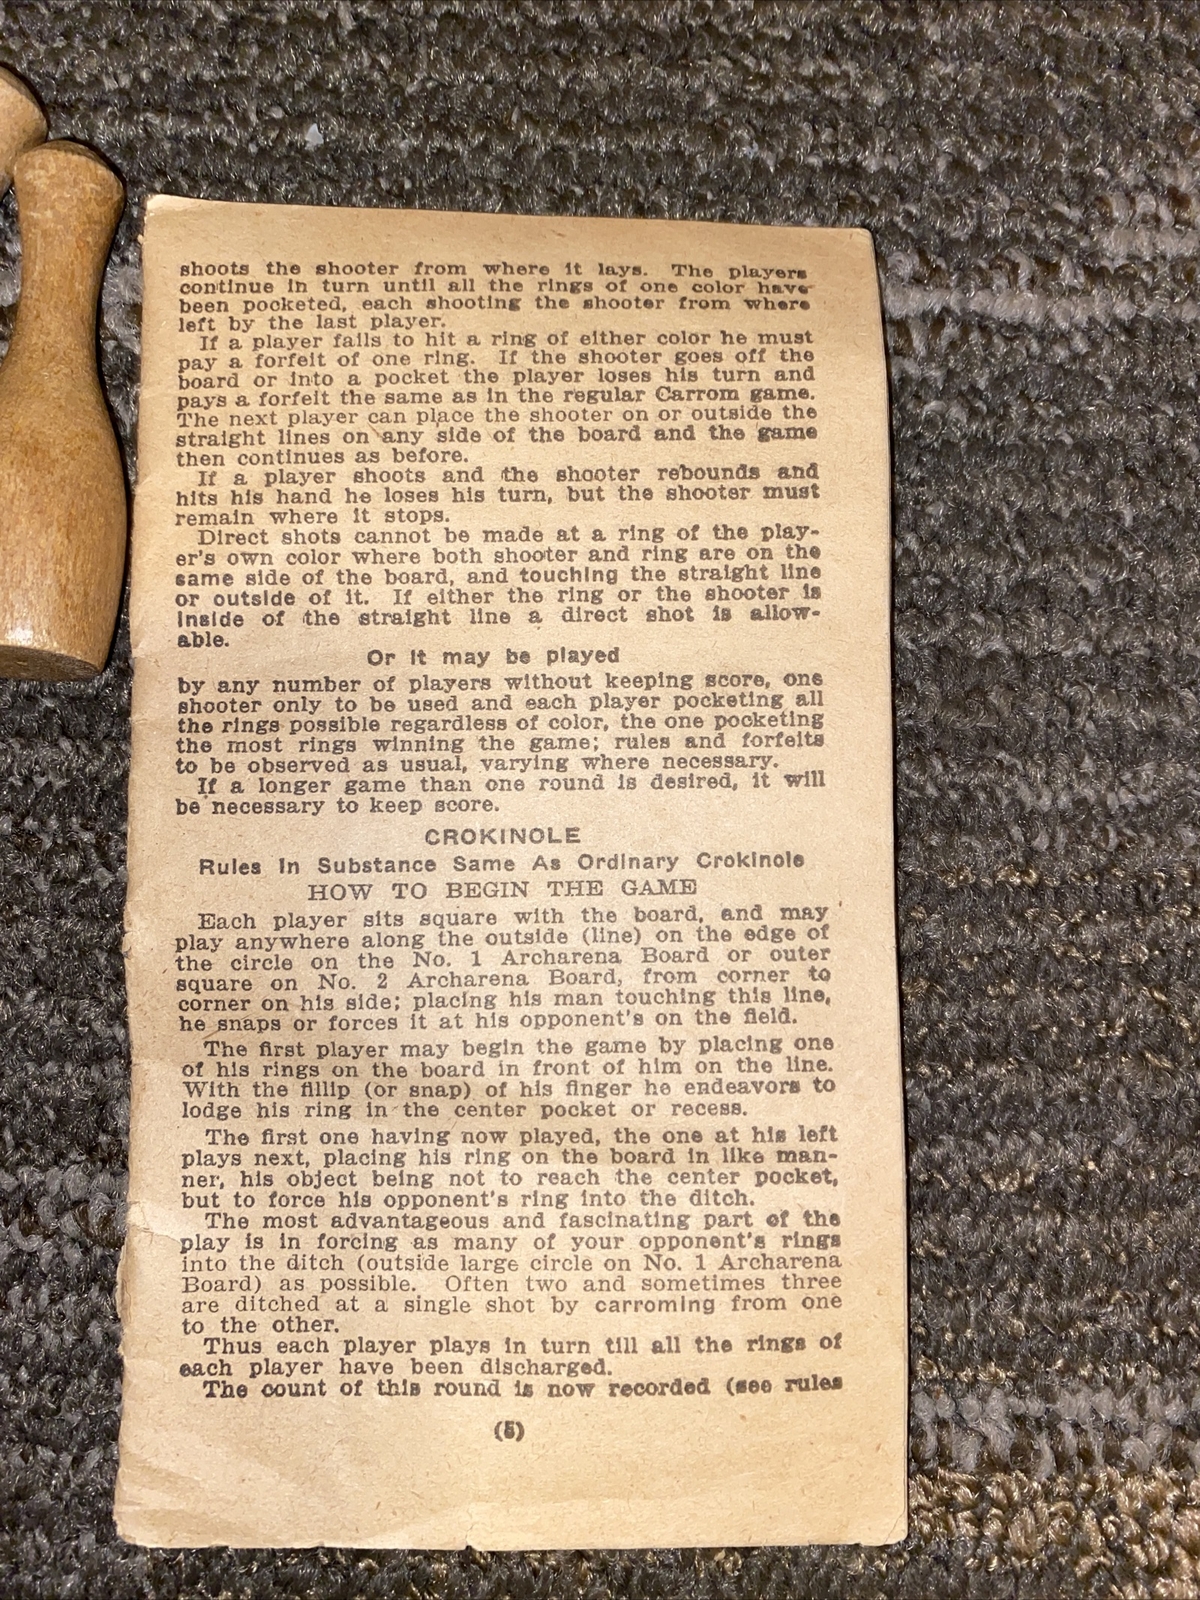 shoots the shooter from where it lays. The players
continue in turn until all the rings of one color have
been pocketed, each shooting the shooter from where
left by the last player.
If a player fails to hit a ring of either color he must
pay a forfeit of one ring. If the shooter goes off the
board or into a pocket the player loses his turn and
pays a forfeit the same as in the regular Carrom game.
The next player can place the shooter on or outside the
straight lines on any side of the board and the game
then continues as before.
If a player shoots and the shooter rebounds and
hits his hand he loses his turn, but the shooter must
remain where it stops.
Direct shots cannot be made at a ring of the play-
er's own color where both shooter and ring are on the
same side of the board, and touching the straight line
or outside of it. If either the ring or the shooter is
inside of the straight line a direct shot is allow-
able.
Or it may be played
by any number of players without keeping score, one
shooter only to be used and each player pocketing all
the rings possible regardless of color, the one pocketing
the most rings winning the game; rules and forfeits
to be observed as usual, varying where necessary.
If a longer game than one round is desired, it will
be necessary to keep score.
CROKINOLE
Rules In Substance Same As Ordinary Crokinole
HOW TO BEGIN THE GAME
Each player sits square with the board, and may
play anywhere along the outside (line) on the edge of
the circle on the No. 1 Archarena Board or outer
square on No. 2 Archarena Board, from corner to
corner on his side; placing his man touching this line,
he snaps or forces it at his opponent's on the field.
The first player may begin the game by placing one
of his rings on the board in front of him on the line.
With the fillip (or snap) of his finger he endeavors to
lodge his ring in the center pocket or recess.
The first one having now played, the one at his left
plays next, placing his ring on the board in like man-
ner, his object being not to reach the center pocket,
but to force his opponent's ring into the ditch.
The most advantageous and fascinating part of the
play is in forcing as many of your opponent's rings
into the ditch (outside large circle on No. 1 Archarena
Board) as possible. Often two and sometimes three
are ditched at a single shot by carroming from one
to the other.
Thus each player plays in turn till all the rings of
each player have been discharged.
The count of this round is now recorded (see rules
(5)